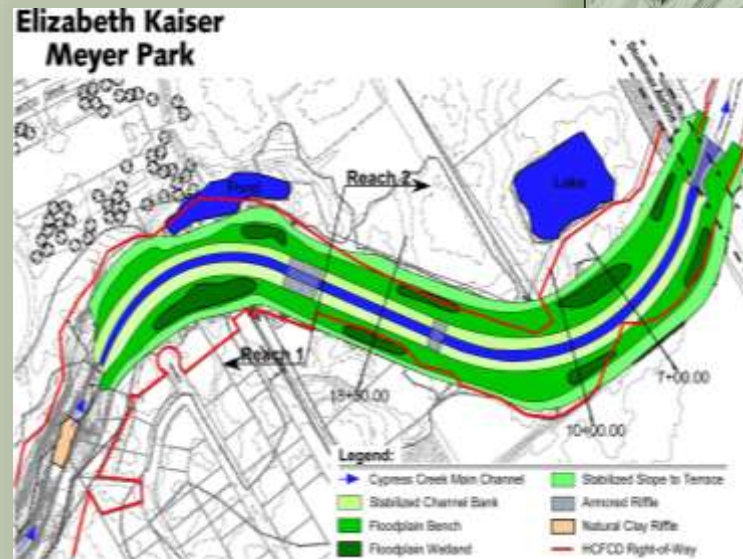 Elizabeth Kaiser
Meyer Park
Pond
Reach 2
Lake
Reach 1
13+50.00
10+00.00
7+00.00
Legend:
Cypress Creek Main Channel
Stabilized Channel Bank
Floodplain Bench
Floodplain Wetland
Stabilized Slope to Terrace
Armored Riffle
Natural Clay Riffle
HCFCD Right-of-Way